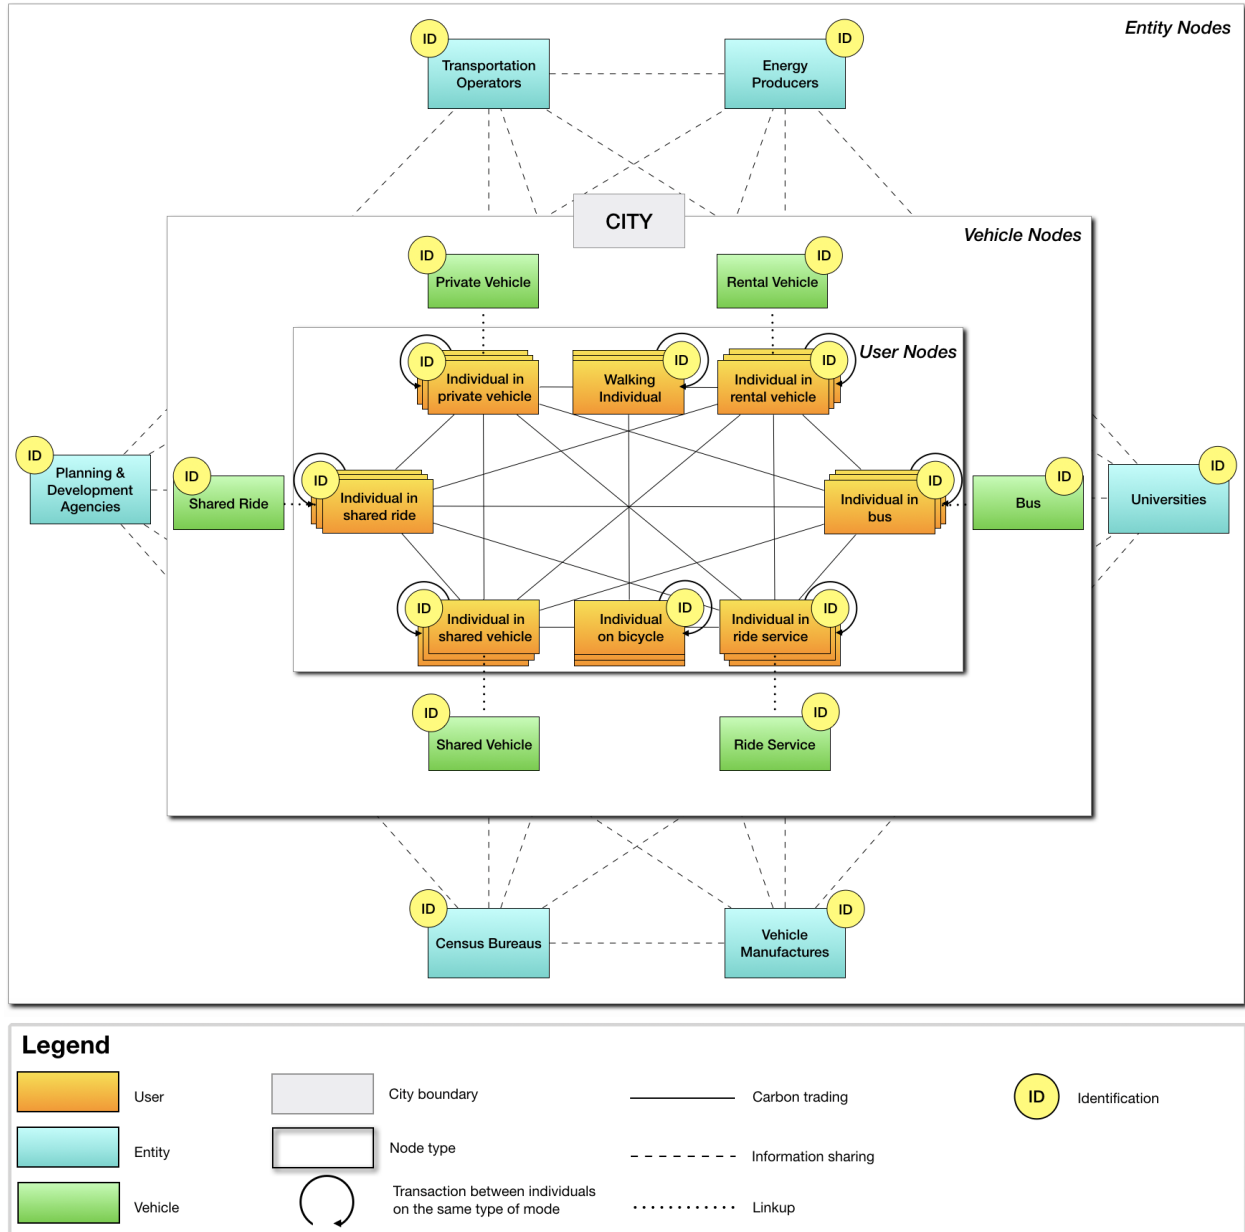 Entity Nodes
ID
Transportation
Operators
ID
Energy
Producers
CITY
Vehicle Nodes
ID
Private Vehicle
ID
Rental Vehicle
User Nodes
ID
Individual in
private vehicle
ID
Walking
Individual
ID
Individual in
rental vehicle
ID
Planning &
Development
Agencies
ID
Shared Ride
ID
Individual in
shared ride
ID
Individual in
bus
ID
Bus
ID
Universities
ID
Individual in
shared vehicle
ID
Individual
on bicycle
ID
Individual in
ride service
ID
Shared Vehicle
ID
Ride Service
ID
Census Bureaus
ID
Vehicle
Manufactures
Legend
User
City boundary
Carbon trading
ID
Identification
Entity
Node type
Information sharing
Vehicle
Transaction between individuals
on the same type of mode
Linkup